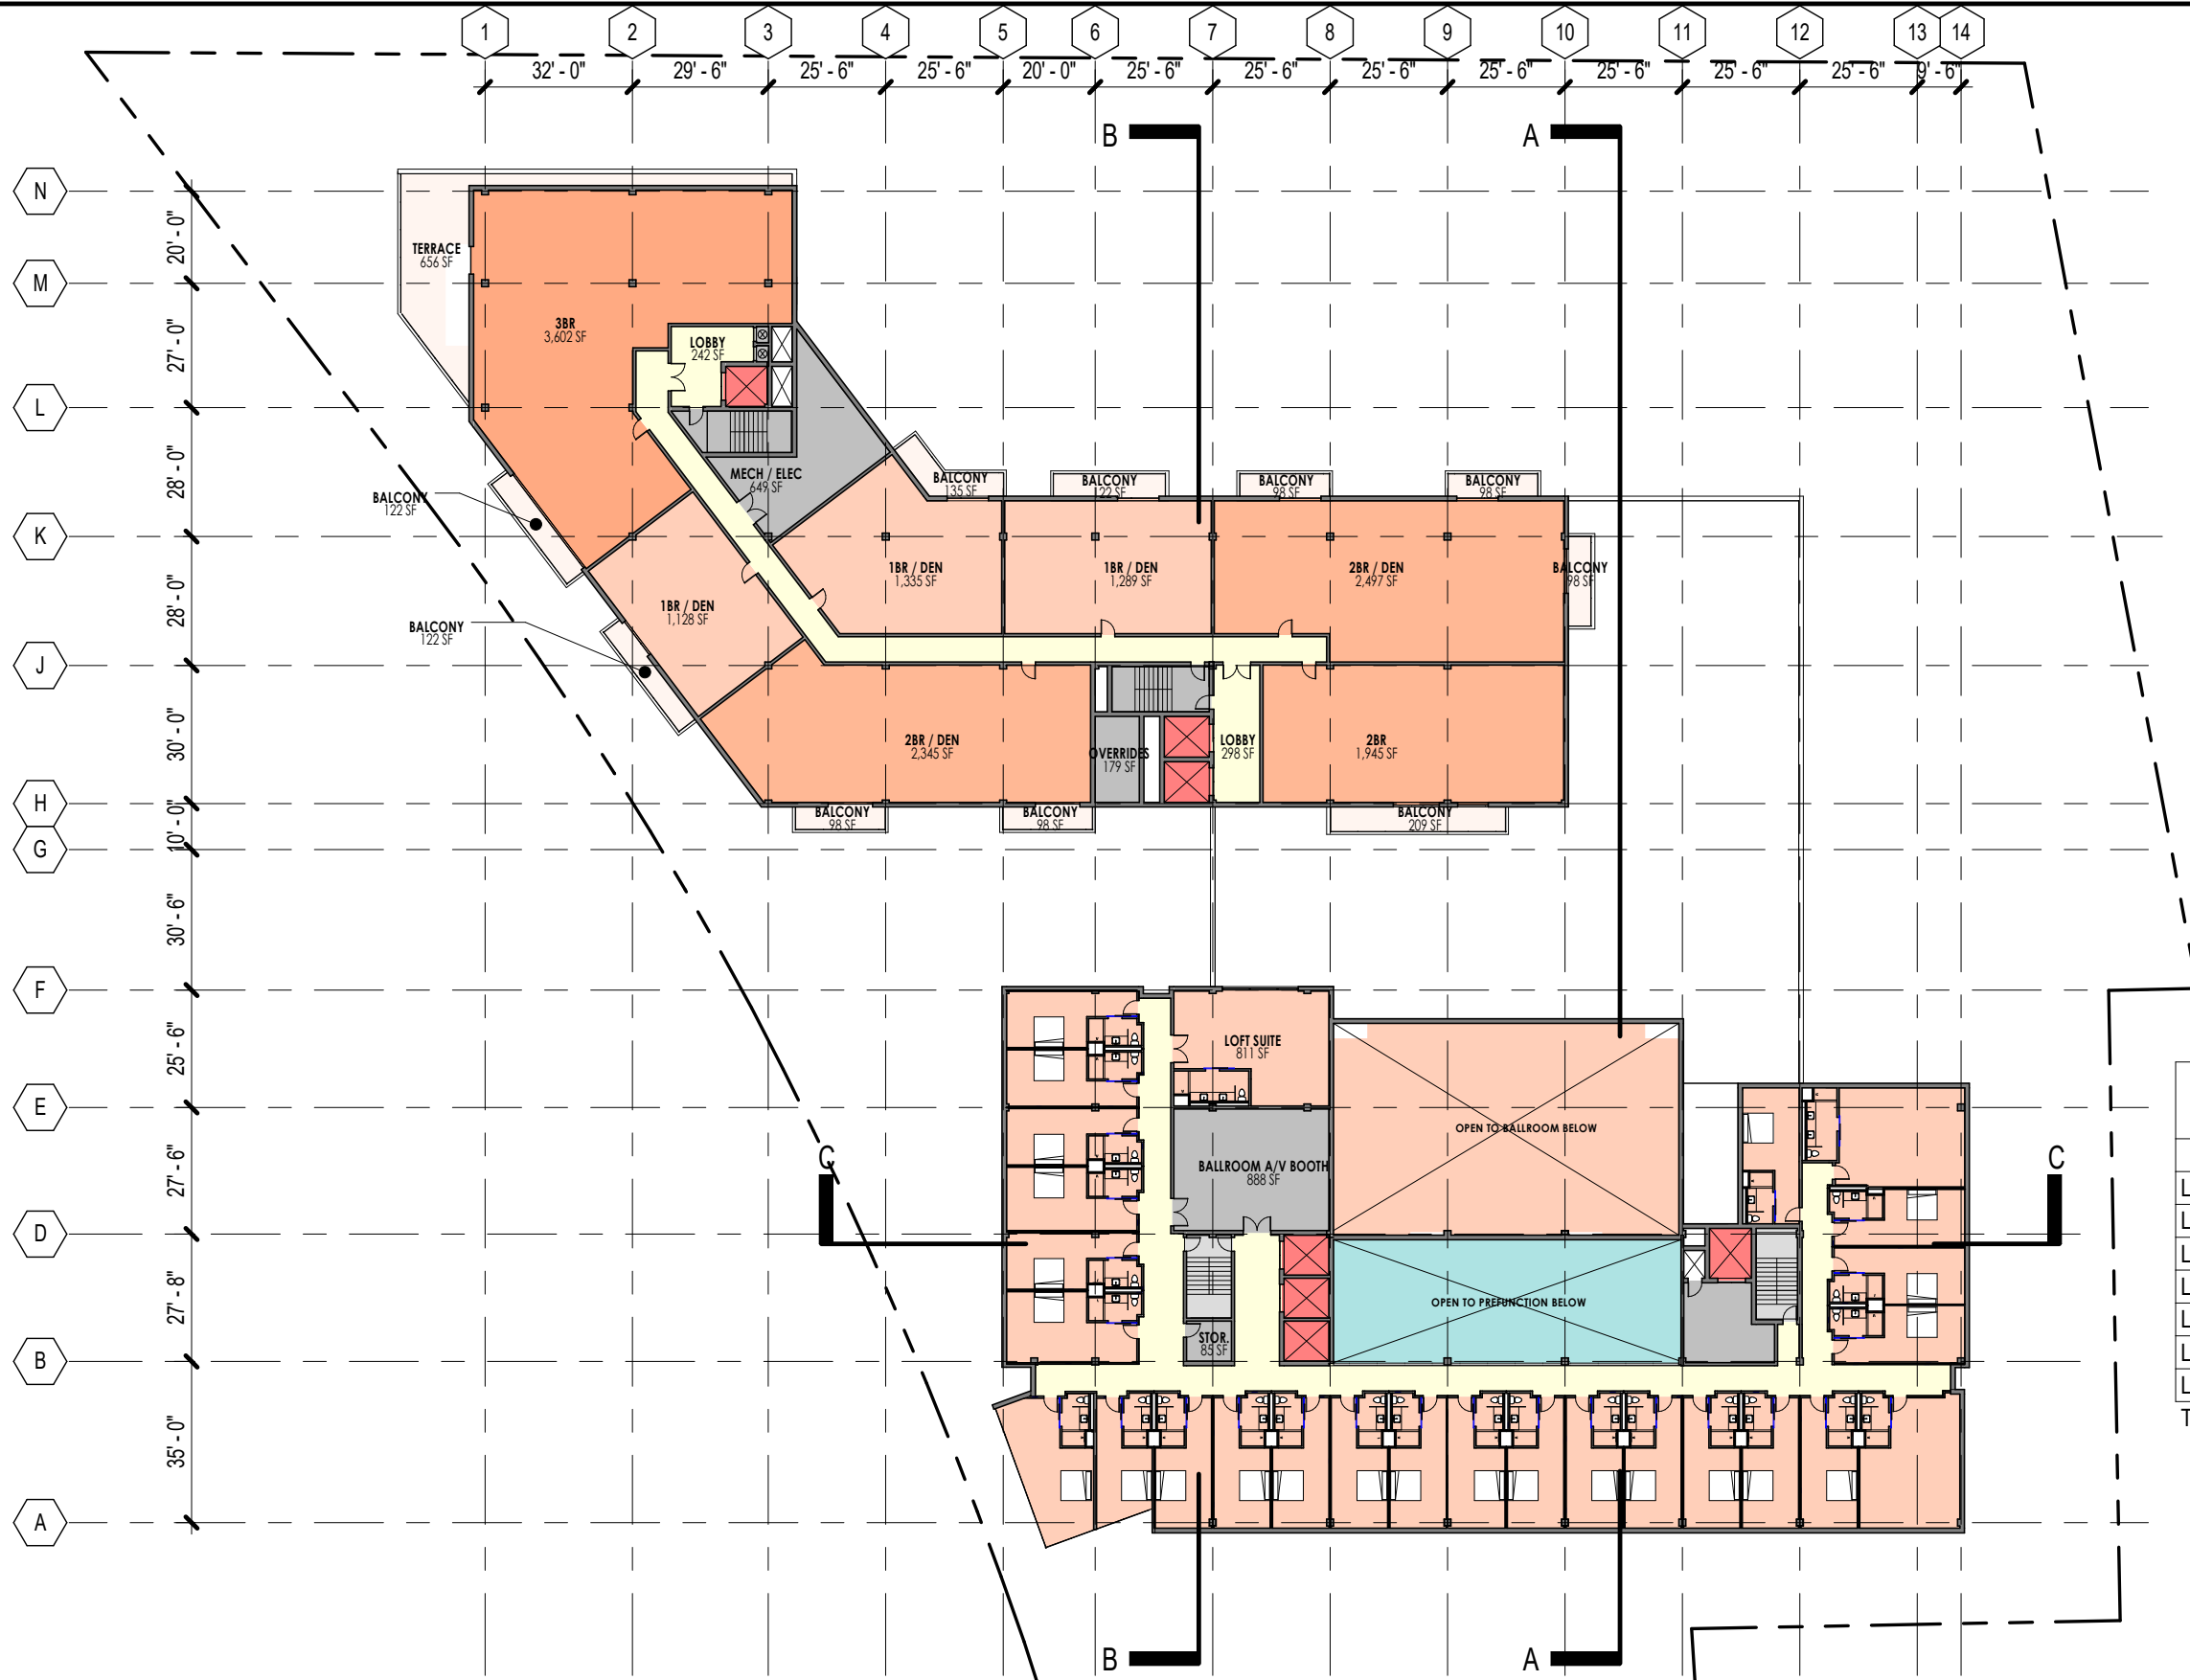 1 2 3 4 5 6 7 8 9 10 11 12 13 14
32' - 0" 29' - 6" 25' - 6" 25' - 6" 20' - 0" 25' - 6" 25' - 6" 25' - 6" 25' - 6" 25' - 6" 25' - 6" 9' - 6"
B
A
N
20' - 0"
TERRACE
656 SF
M
3BR
3,602 SF
LOBBY
242 SF
27' - 0"
L
28' - 0"
MECH / ELEC
649 SF
BALCONY
135 SF
BALCONY
122 SF
BALCONY
98 SF
BALCONY
98 SF
BALCONY
122 SF
K
28' - 0"
1BR / DEN
1,335 SF
1BR / DEN
1,289 SF
2BR / DEN
2,497 SF
BALCONY
98 SF
1BR / DEN
1,128 SF
BALCONY
122 SF
J
30' - 0"
2BR / DEN
2,345 SF
OVERRIDES
179 SF
LOBBY
298 SF
2BR
1,945 SF
H
10' - 0"
BALCONY
98 SF
BALCONY
98 SF
BALCONY
209 SF
G
30' - 6"
F
25' - 6"
LOFT SUITE
811 SF
E
OPEN TO BALLROOM BELOW
27' - 6"
C
C
BALLROOM A/V BOOTH
888 SF
D
27' - 8"
OPEN TO PREFUNCTION BELOW
STOR.
85 SF
B
35' - 0"
A
L
L
L
L
L
L
L
T
B
A